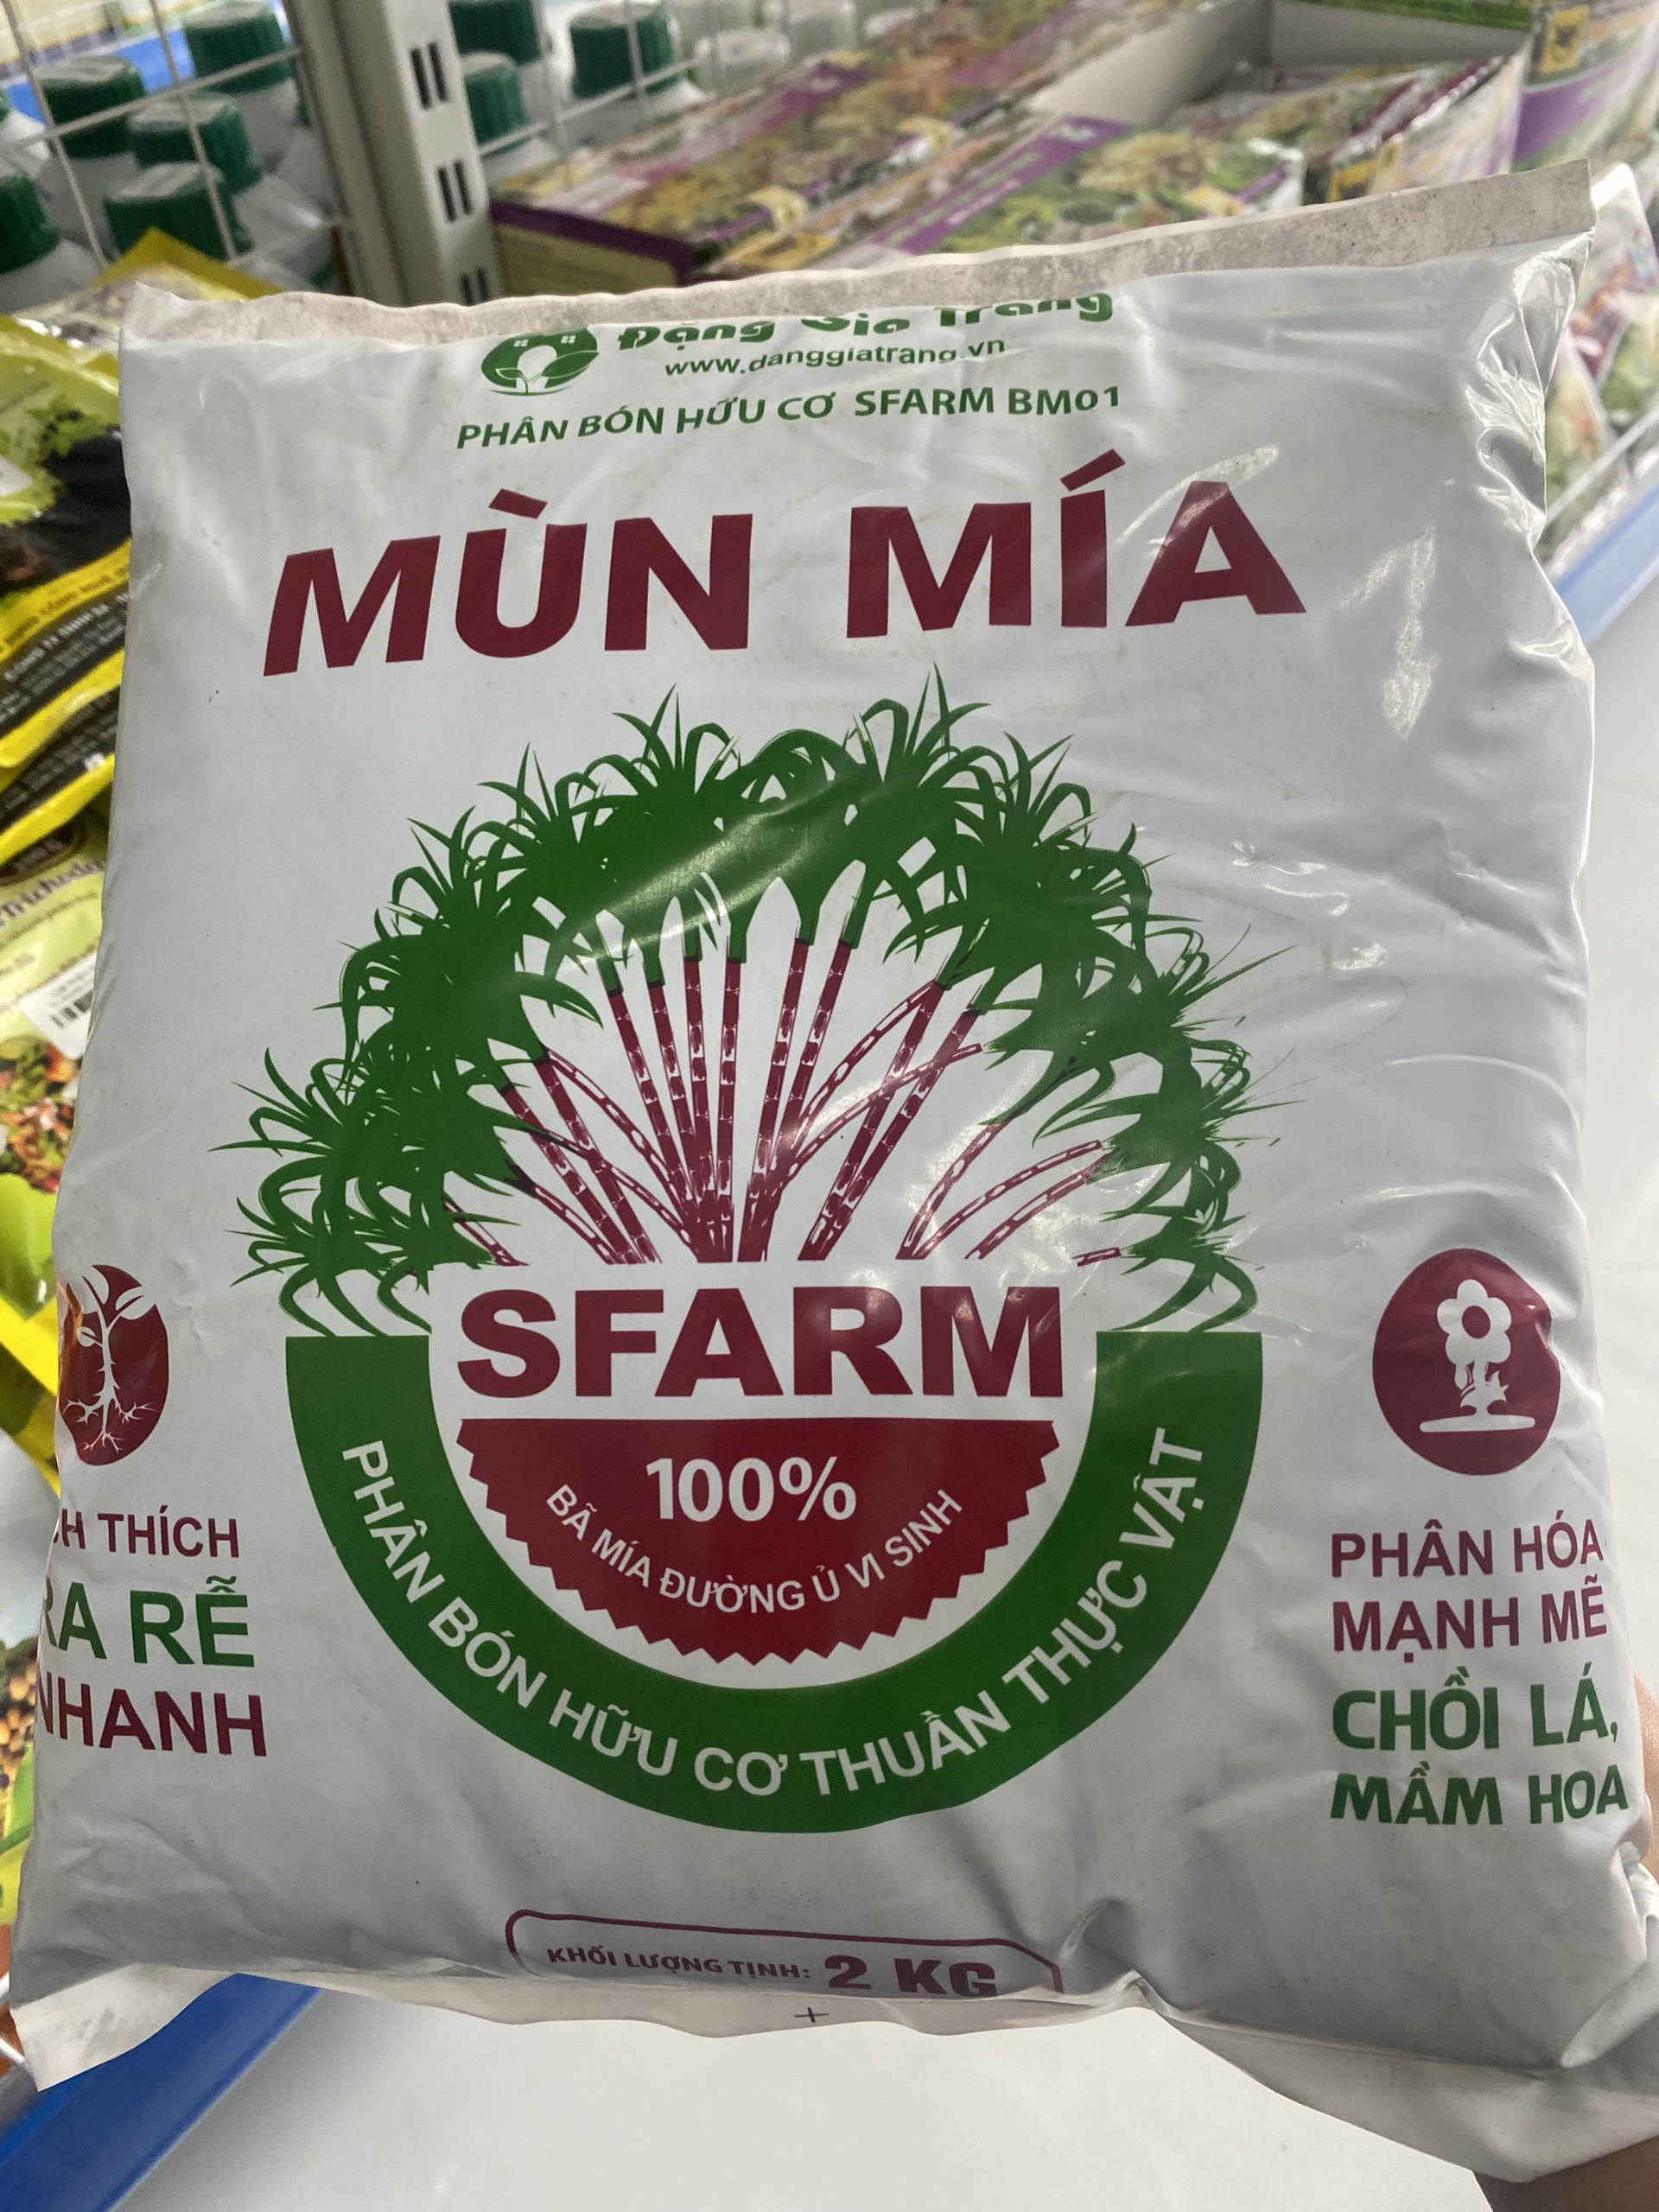 Đặng Gia Trang
www.danggiatrang.vn
PHÂN BÓN HỮU CƠ SFARM BM01
MÙN MÍA
SFARM
100%
BÃ MÍA ĐƯỜNG Ủ VI SINH
PHÂN BÓN HỮU CƠ THUẦN THỰC VẬT
THÍCH
RA RỄ
NHANH
PHÂN HÓA
MẠNH MẼ
CHỒI LÁ,
MẦM HOA
KHỐI LƯỢNG TỊNH: 2 KG